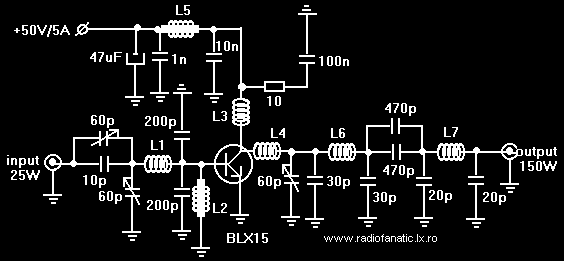 L5
+50V/5A
47uF
1n
10n
100n
10
60p
200p
L3
470p
L1
L4
L6
L7
input
25W
output
150W
10p
60p
200p
L2
60p
30p
470p
30p
20p
20p
BLX15
www.radiofanatic.lx.ro